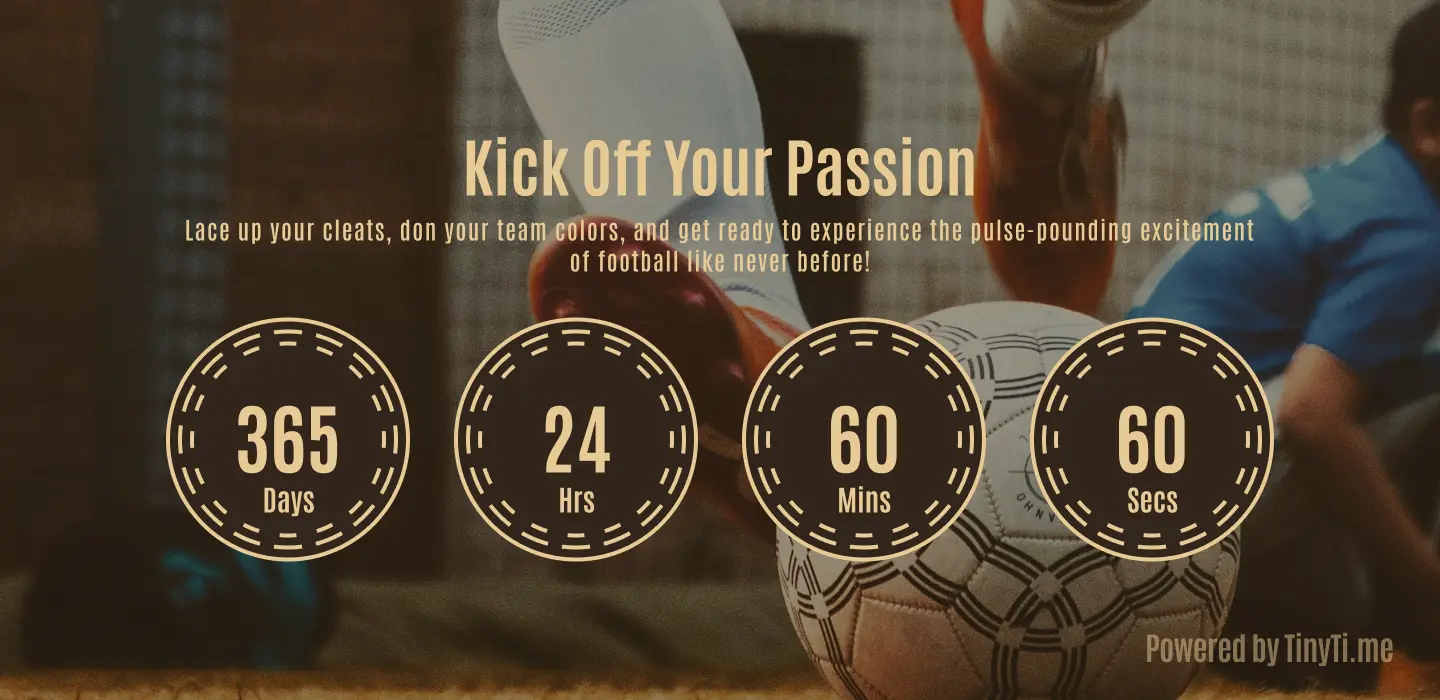 Kick Off Your Passion
Lace up your cleats, don your team colors, and get ready to experience the pulse-pounding excitement
of football like never before!
365
Days
24
Hrs
60
Mins
60
Secs
Powered by TinyTi.me